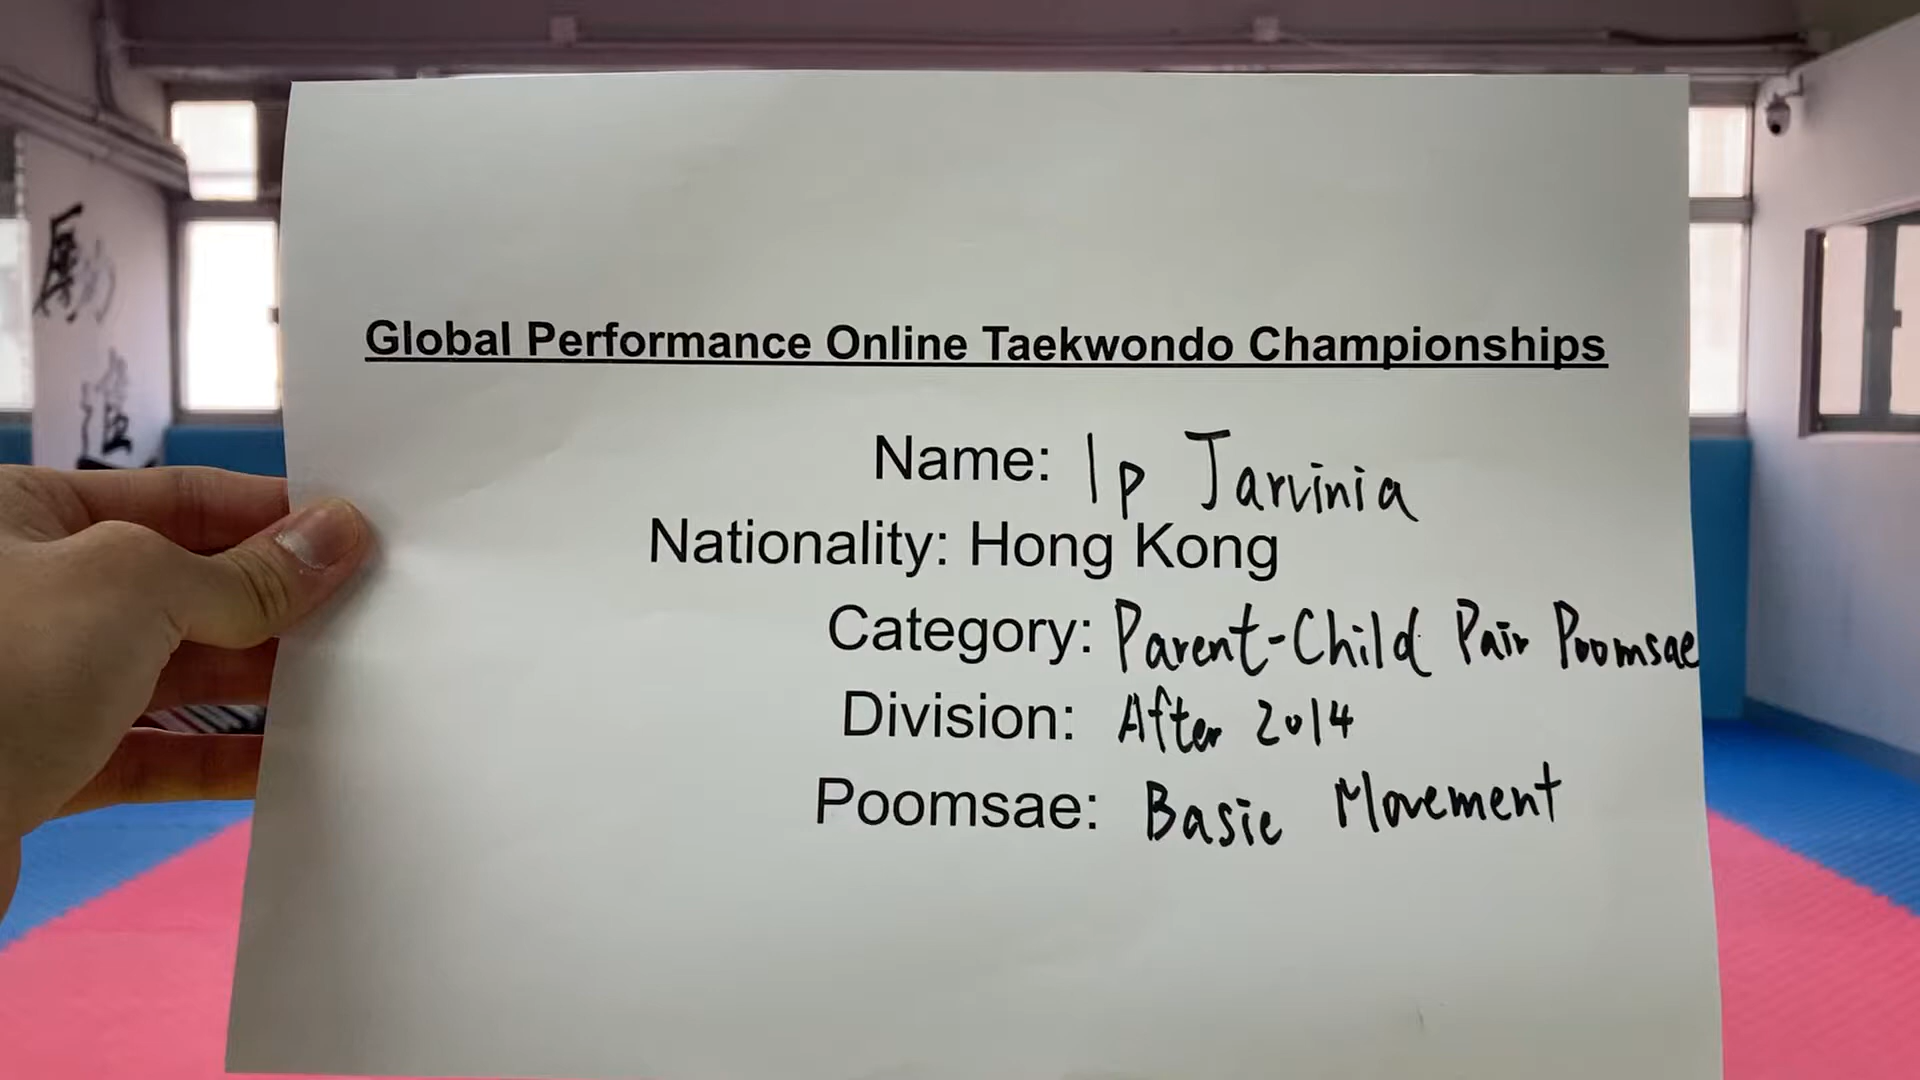 Global Performance Online Taekwondo Championships
Name: Ip Jarvinia
Nationality: Hong Kong
Category: Parent-Child Pair Poomsae
Division: After 2014
Poomsae: Basic Movement